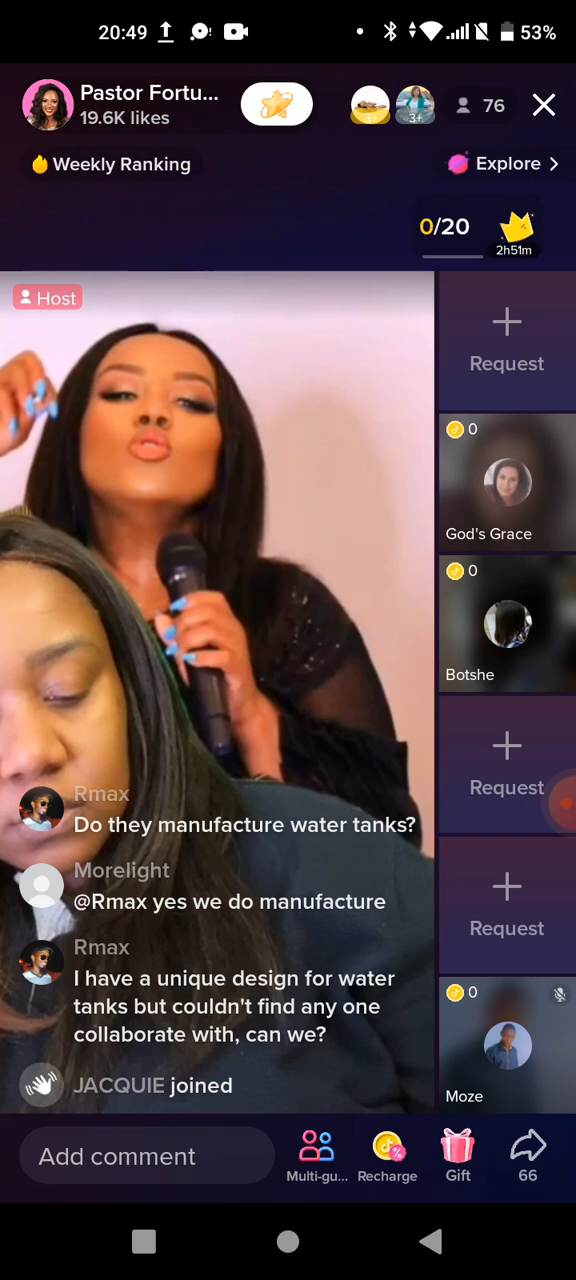 20:49
53%
Pastor Fortu...
19.6K likes
3+
3+
76
Weekly Ranking
Explore >
0/20
2h51m
Host
Request
0
God's Grace
0
Botshe
Request
Request
0
Moze
Rmax
Do they manufacture water tanks?
Morelight
@Rmax yes we do manufacture
Rmax
I have a unique design for water
tanks but couldn't find any one
collaborate with, can we?
JACQUIE joined
Add comment
Multi-gu...
Recharge
Gift
66